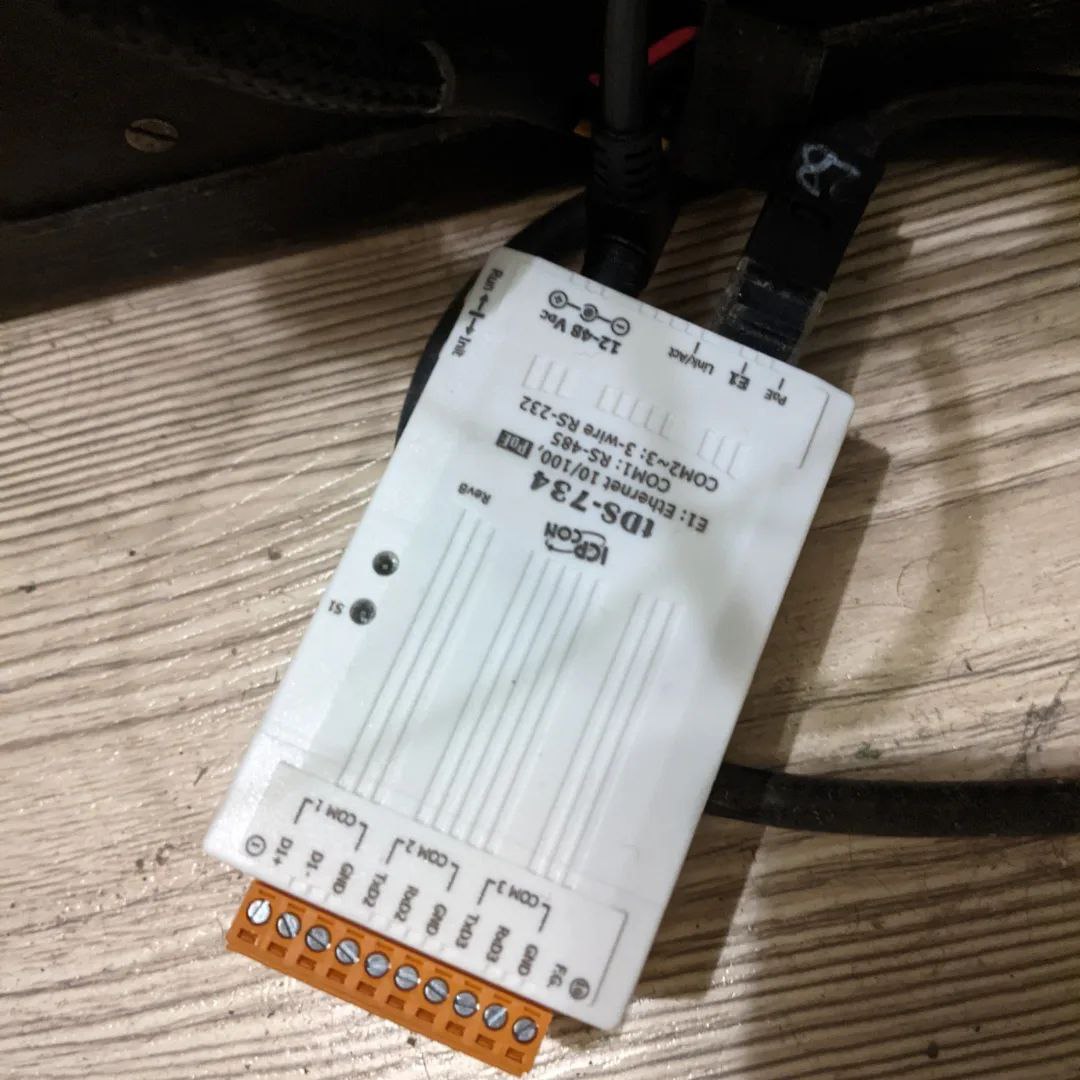 8
Run ←|→ Init
12-48 VDC
Link/Act
E1
PoE
ICP CON
tDS-734
RevB
E1: Ethernet 10/100, PoE
COM1: RS-485
COM2~3: 3-wire RS-232
S1
COM 1
COM 2
COM 3
D1+
D1-
GND
TxD2
RxD2
GND
TxD3
RxD3
GND
F.G.